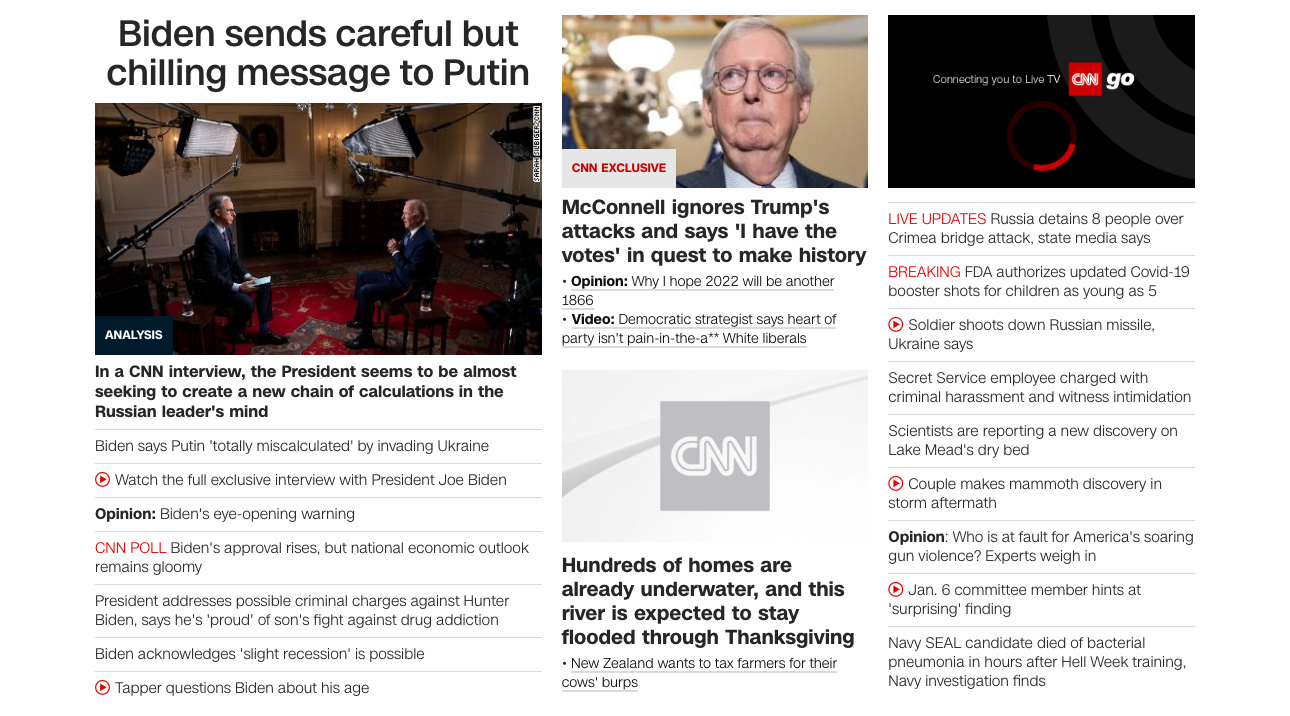 Biden sends careful but
chilling message to Putin
SARAH SILBIGER/CNN
ANALYSIS
In a CNN interview, the President seems to be almost
seeking to create a new chain of calculations in the
Russian leader's mind
Biden says Putin 'totally miscalculated' by invading Ukraine
Watch the full exclusive interview with President Joe Biden
Opinion: Biden's eye-opening warning
CNN POLL Biden's approval rises, but national economic outlook
remains gloomy
President addresses possible criminal charges against Hunter
Biden, says he's 'proud' of son's fight against drug addiction
Biden acknowledges 'slight recession' is possible
Tapper questions Biden about his age
CNN EXCLUSIVE
McConnell ignores Trump's
attacks and says 'I have the
votes' in quest to make history
• Opinion: Why I hope 2022 will be another
1866
• Video: Democratic strategist says heart of
party isn't pain-in-the-a** White liberals
CNN
Hundreds of homes are
already underwater, and this
river is expected to stay
flooded through Thanksgiving
• New Zealand wants to tax farmers for their
cows' burps
Connecting you to Live TV CNN go
LIVE UPDATES Russia detains 8 people over
Crimea bridge attack, state media says
BREAKING FDA authorizes updated Covid-19
booster shots for children as young as 5
Soldier shoots down Russian missile,
Ukraine says
Secret Service employee charged with
criminal harassment and witness intimidation
Scientists are reporting a new discovery on
Lake Mead's dry bed
Couple makes mammoth discovery in
storm aftermath
Opinion: Who is at fault for America's soaring
gun violence? Experts weigh in
Jan. 6 committee member hints at
'surprising' finding
Navy SEAL candidate died of bacterial
pneumonia in hours after Hell Week training,
Navy investigation finds